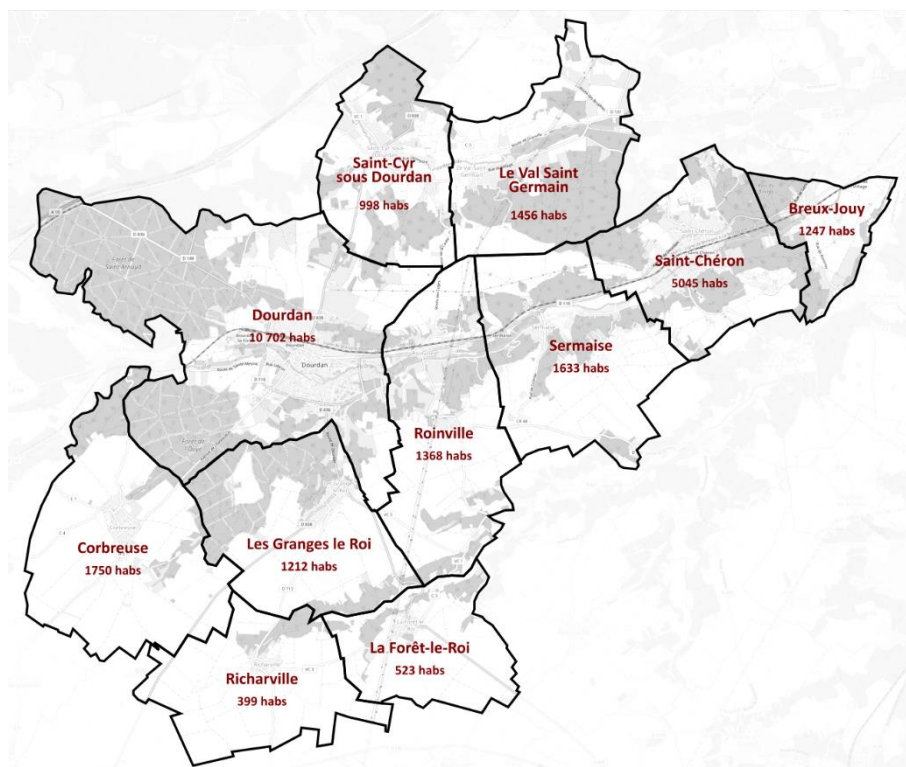 Saint-Cyr
sous Dourdan
998 habs
Le Val Saint
Germain
1456 habs
Breux-Jouy
1247 habs
Saint-Chéron
5045 habs
Dourdan
10 702 habs
Sermaise
1633 habs
Dourdan
Roinville
1368 habs
Corbreuse
1750 habs
Les Granges le Roi
1212 habs
La Forêt-le-Roi
523 habs
Richarville
399 habs